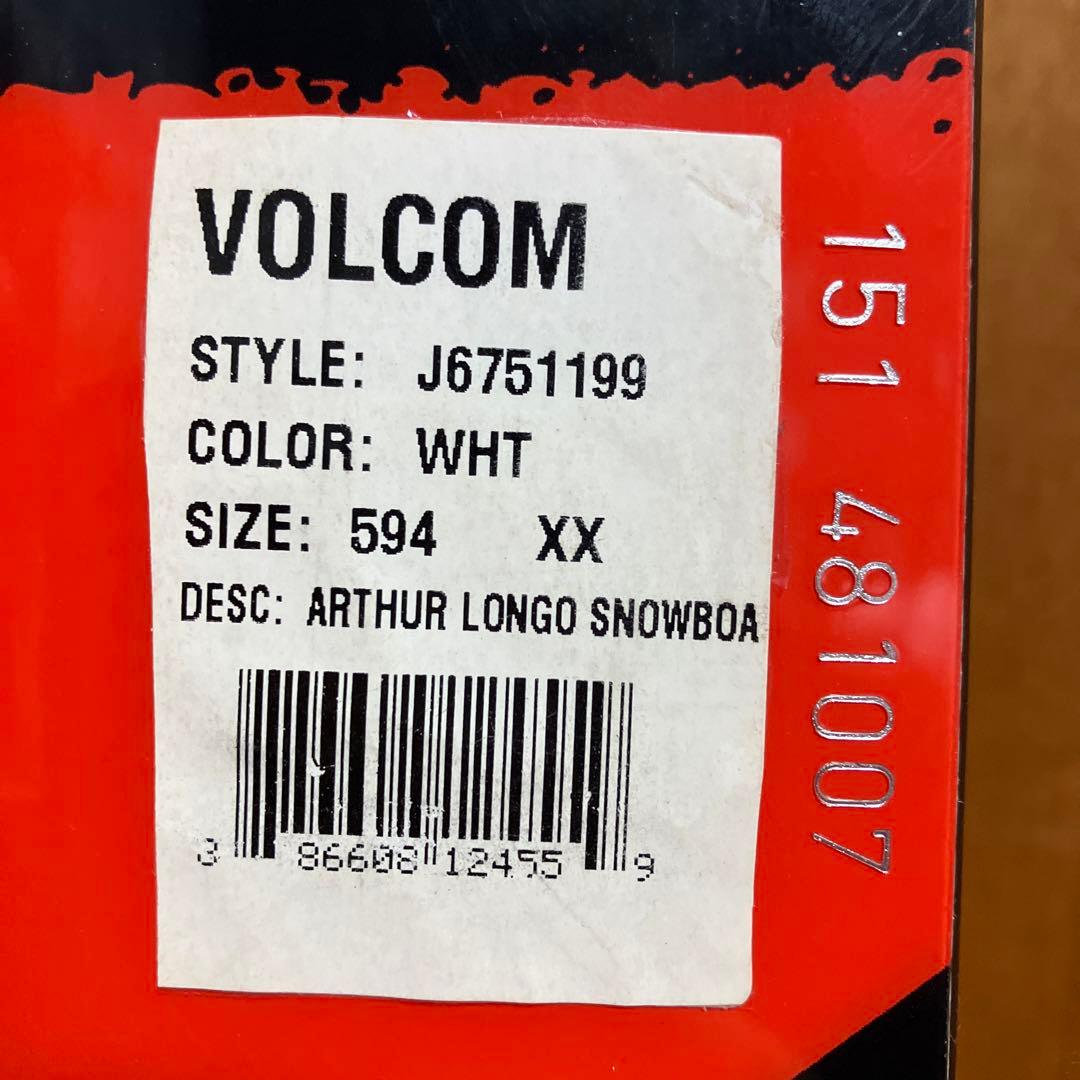 VOLCOM
STYLE: J6751199
COLOR: WHT
SIZE: 594 XX
DESC: ARTHUR LONGO SNOWBOA
3 86608 12455 9
151 481007